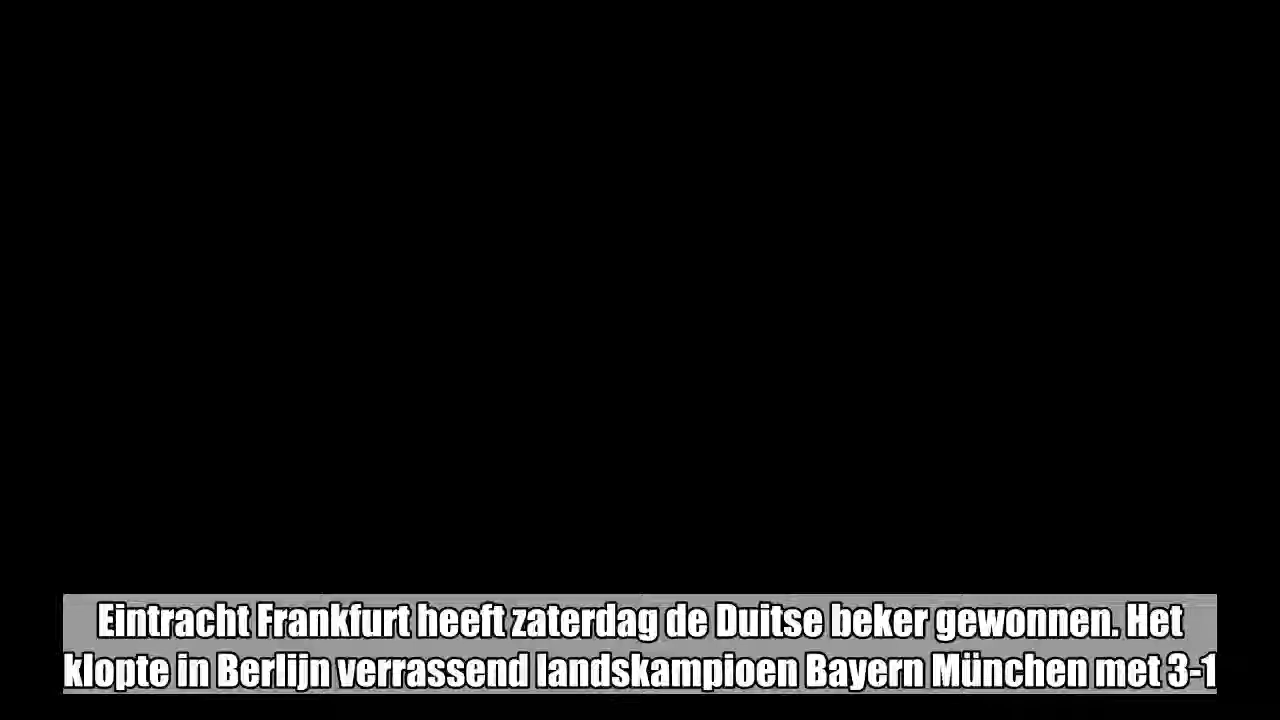 Eintracht Frankfurt heeft zaterdag de Duitse beker gewonnen. Het
klopte in Berlijn verrassend landskampioen Bayern München met 3-1